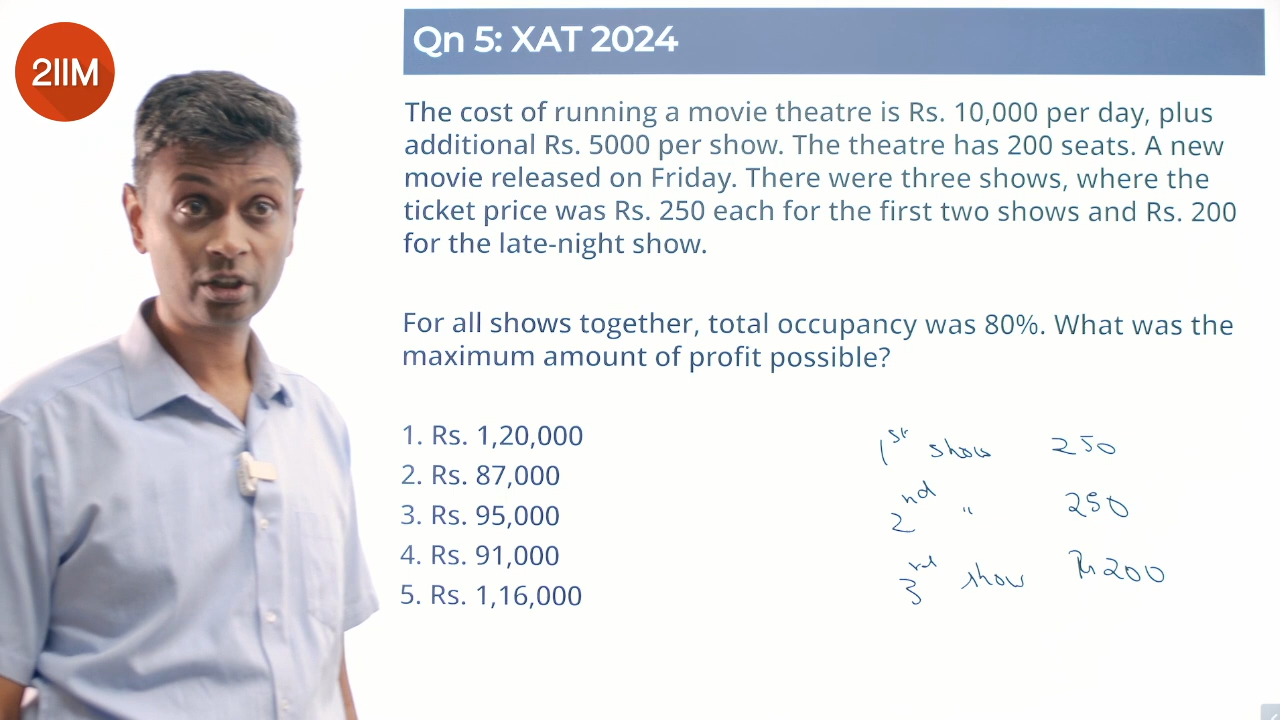 2IIM
Qn 5: XAT 2024
The cost of running a movie theatre is Rs. 10,000 per day, plus
additional Rs. 5000 per show. The theatre has 200 seats. A new
movie released on Friday. There were three shows, where the
ticket price was Rs. 250 each for the first two shows and Rs. 200
for the late-night show.
For all shows together, total occupancy was 80%. What was the
maximum amount of profit possible?
1. Rs. 1,20,000
2. Rs. 87,000
3. Rs. 95,000
4. Rs. 91,000
5. Rs. 1,16,000
1st show 250
2nd " 250
3rd show Rs 200